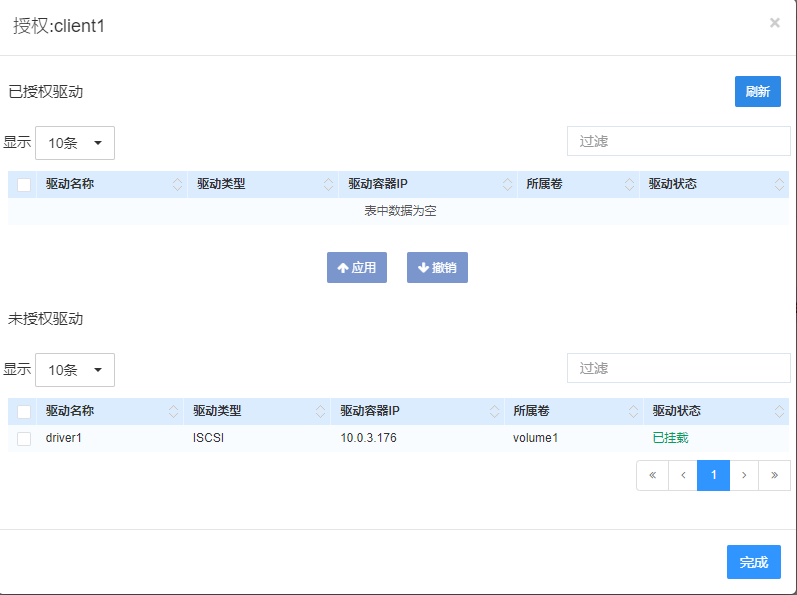 授权:client1 ×
已授权驱动 刷新
显示 10条 过滤
驱动名称 驱动类型 驱动容器IP 所属卷 驱动状态
表中数据为空
应用 撤销
未授权驱动
显示 10条 过滤
驱动名称 驱动类型 驱动容器IP 所属卷 驱动状态
driver1 ISCSI 10.0.3.176 volume1 已挂载
« ‹ 1 › »
完成